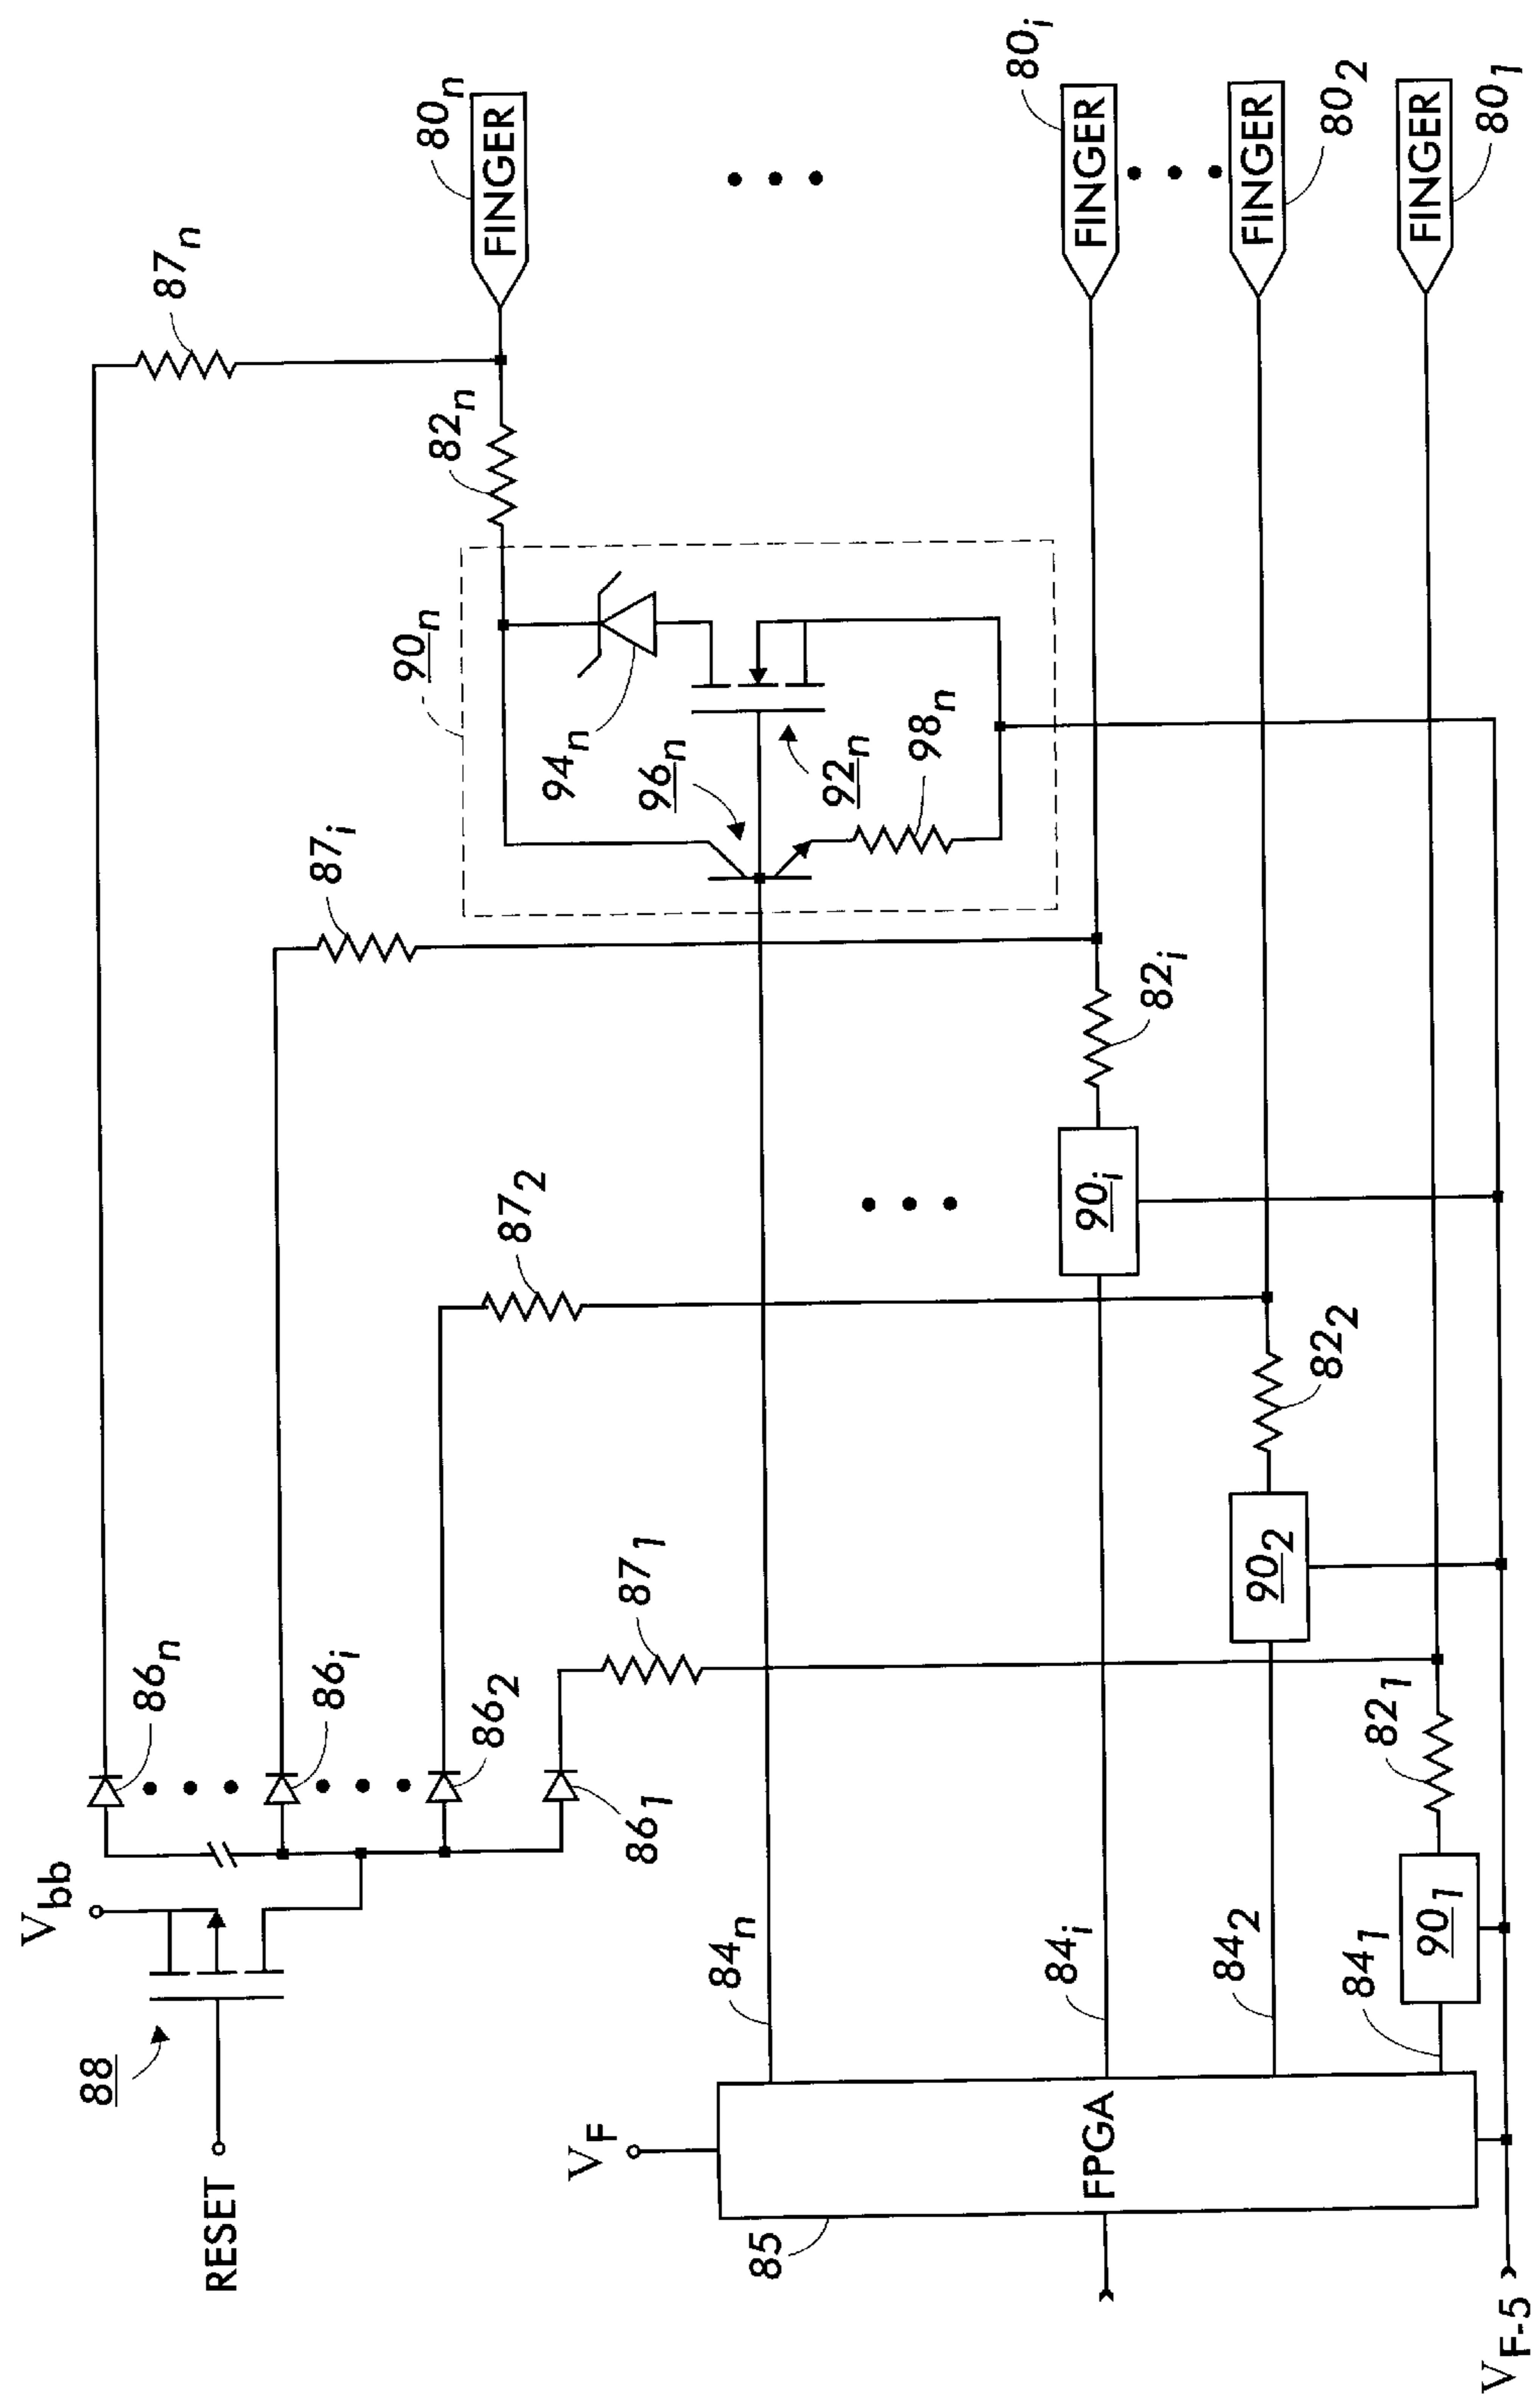 V_bb
88
RESET
86_n
86_i
86_2
86_1
87_n
87_i
87_2
87_1
80_n
FINGER
82_n
90_n
94_n
96_n
92_n
98_n
80_i
FINGER
FINGER
80_2
FINGER
80_1
82_i
90_i
82_2
90_2
82_1
90_1
84_n
84_i
84_2
84_1
V_F
FPGA
85
V_F-5